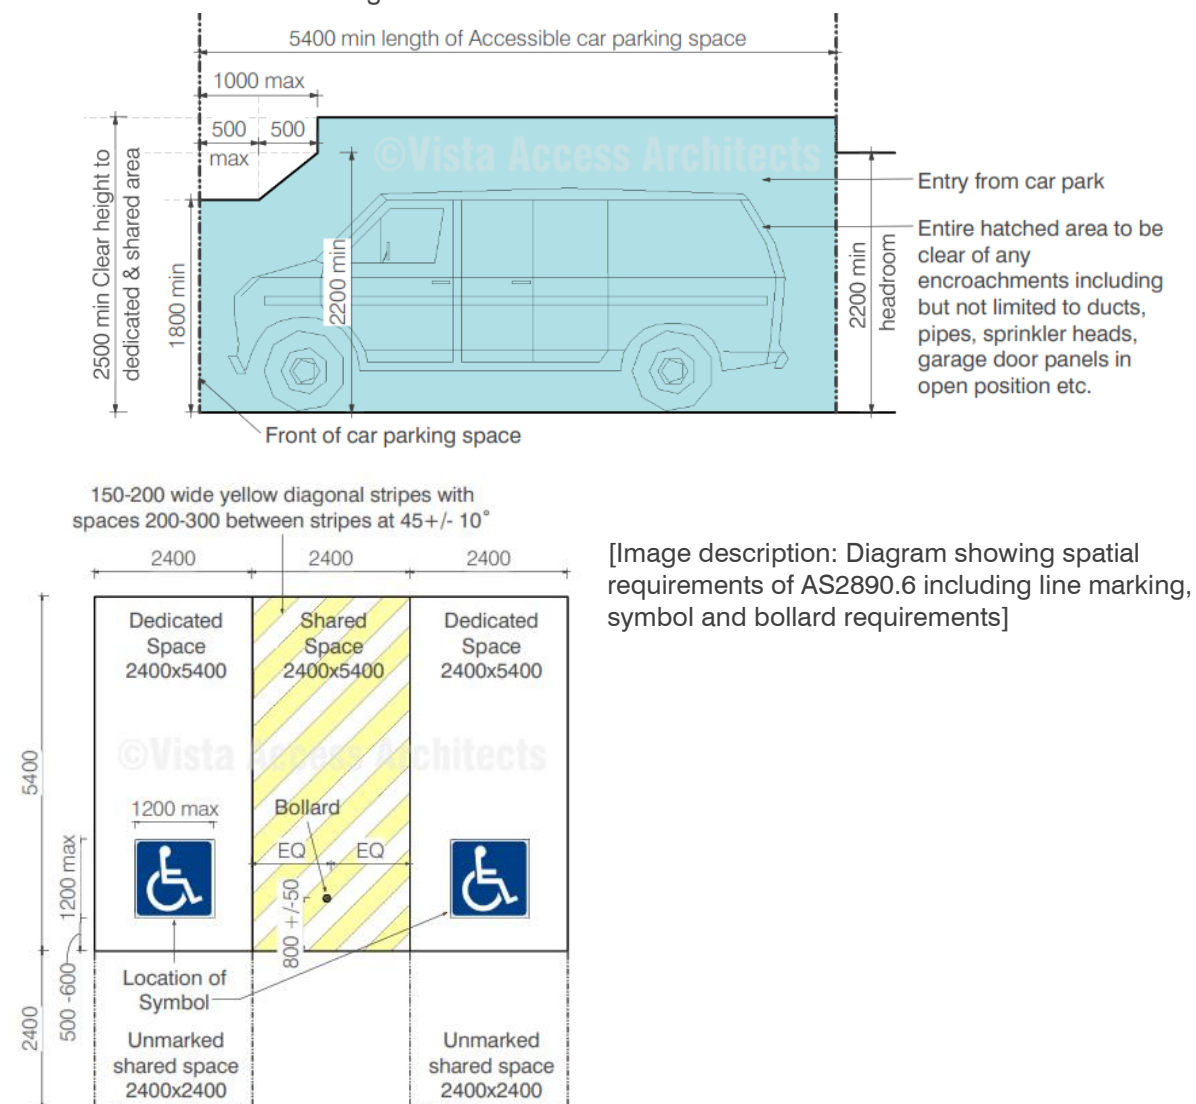 5400 min length of Accessible car parking space
1000 max
500
500
max
©Vista Access Architects
2500 min Clear height to
dedicated & shared area
1800 min
2200 min
2200 min
headroom
Entry from car park
Entire hatched area to be
clear of any
encroachments including
but not limited to ducts,
pipes, sprinkler heads,
garage door panels in
open position etc.
Front of car parking space
150-200 wide yellow diagonal stripes with
spaces 200-300 between stripes at 45+/- 10°
2400
2400
2400
[Image description: Diagram showing spatial
requirements of AS2890.6 including line marking,
symbol and bollard requirements]
Dedicated
Space
2400x5400
Shared
Space
2400x5400
Dedicated
Space
2400x5400
©Vista Access Architects
5400
1200 max
Bollard
EQ
EQ
1200 max
800 +/-50
500 -600
2400
Location of
Symbol
Unmarked
shared space
2400x2400
Unmarked
shared space
2400x2400